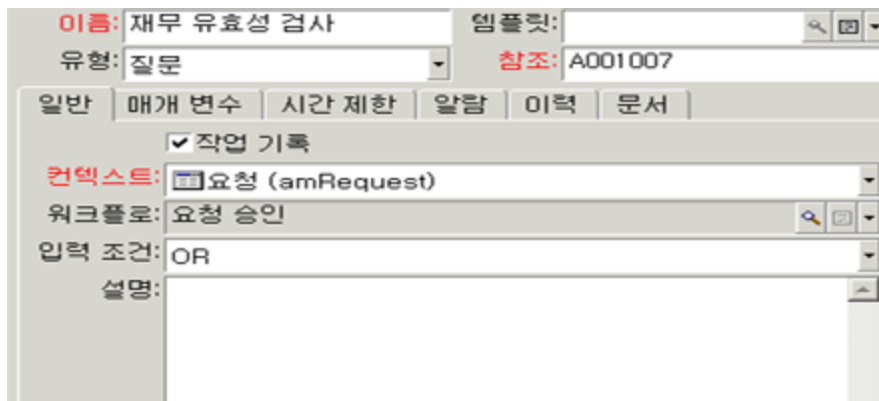 이름: 재무 유효성 검사 템플릿:
유형: 질문 참조: A001007
일반 매개 변수 시간 제한 알람 이력 문서
작업 기록
컨텍스트: 요청 (amRequest)
워크플로: 요청 승인
입력 조건: OR
설명: